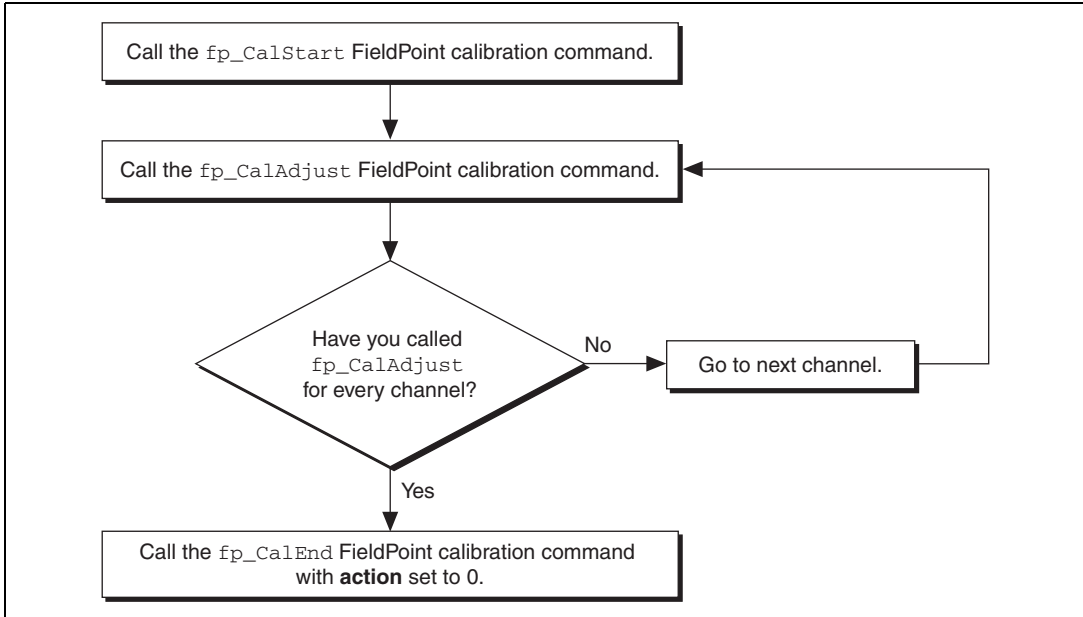 Call the fp_CalStart FieldPoint calibration command.
Call the fp_CalAdjust FieldPoint calibration command.
Have you called
fp_CalAdjust
for every channel?
No
Go to next channel.
Yes
Call the fp_CalEnd FieldPoint calibration command
with action set to 0.